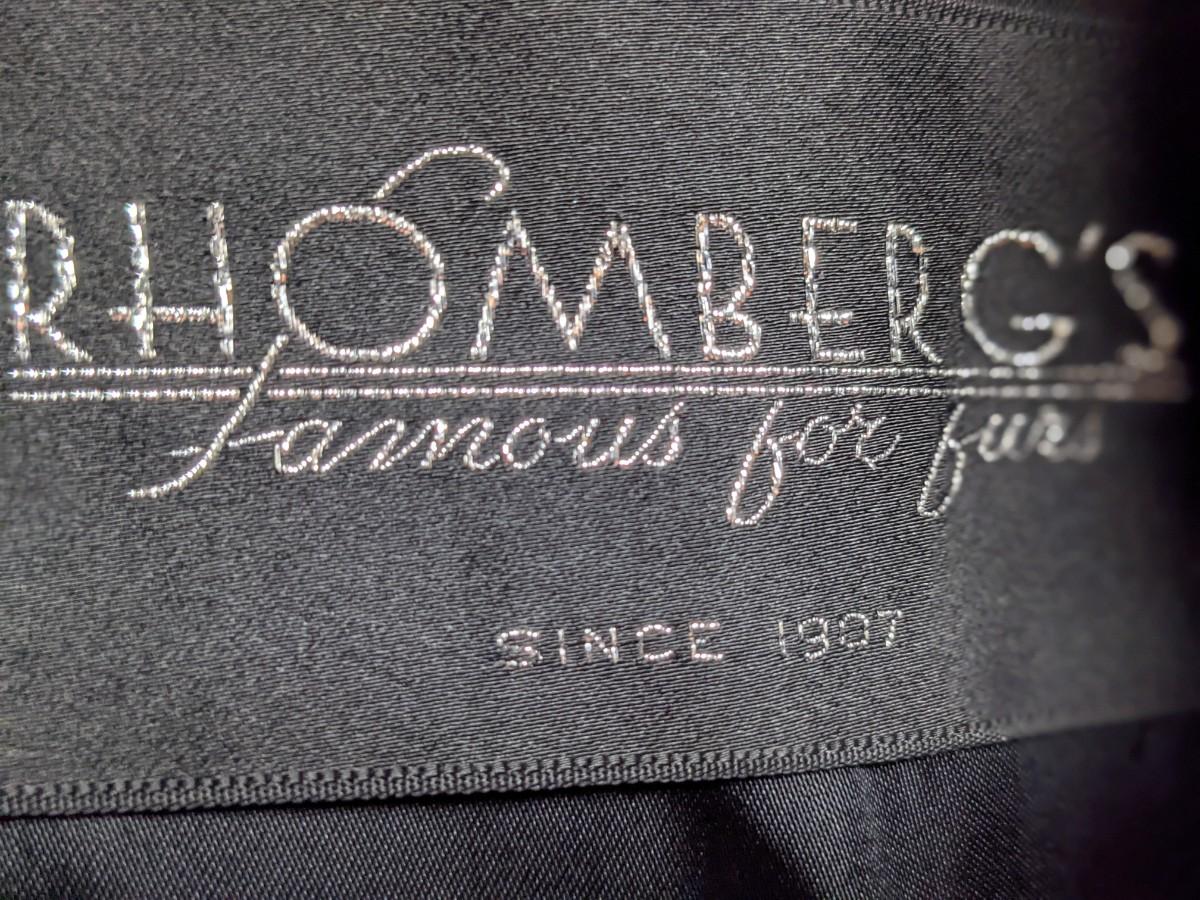 RHOMBERG'S
famous for furs
SINCE 1907